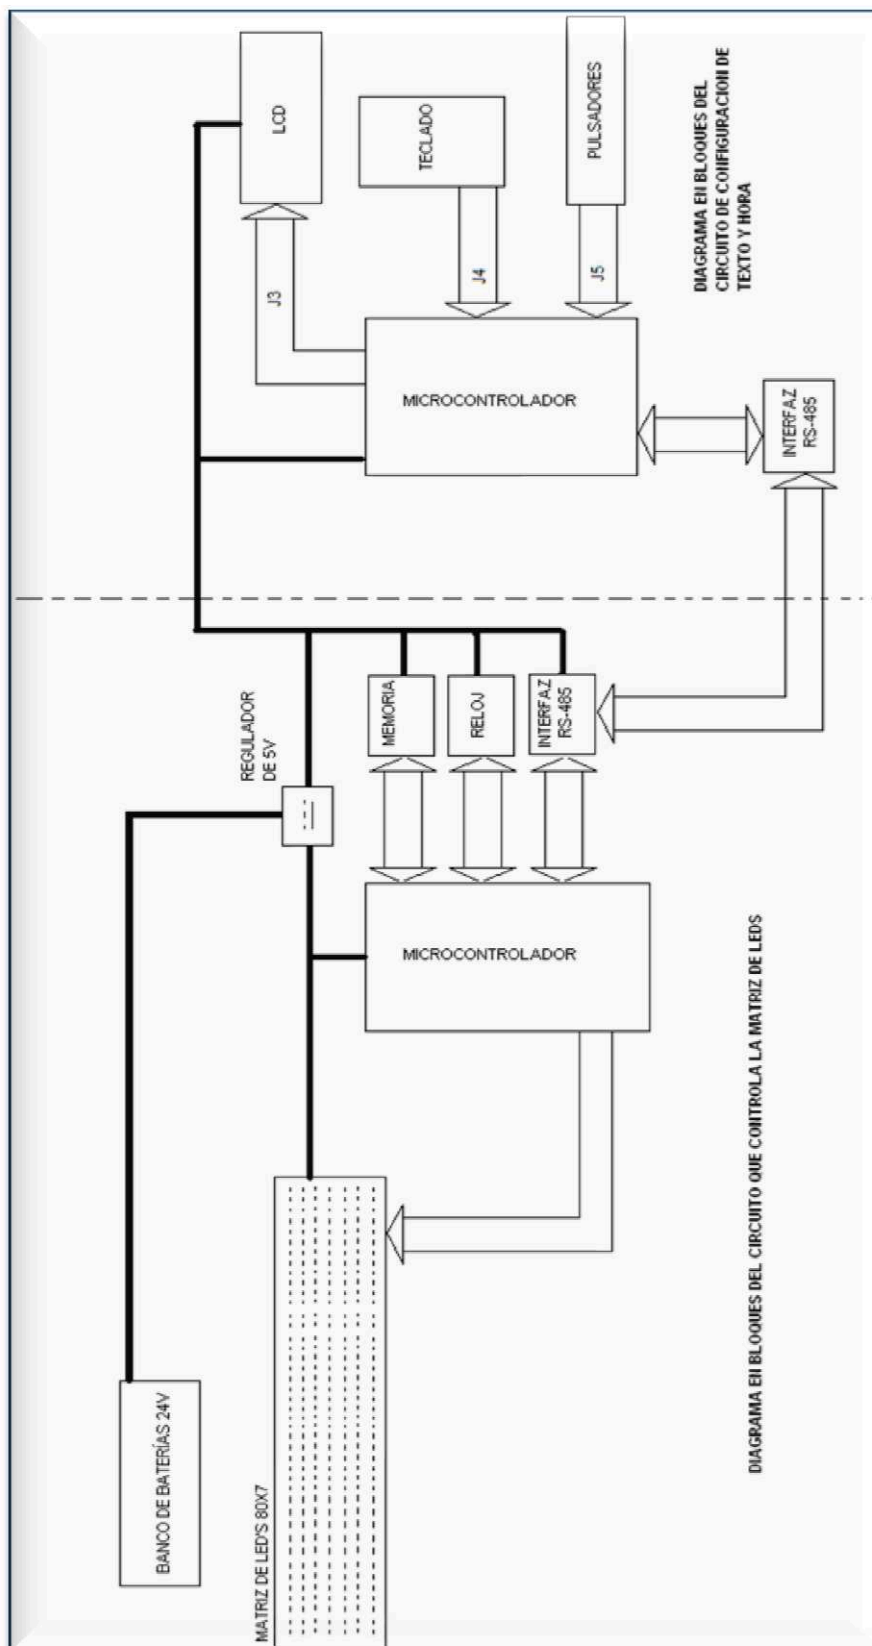 BANCO DE BATERÍAS 24V
MATRIZ DE LED'S 80X7
REGULADOR
DE 5V
MICROCONTROLADOR
MEMORIA
RELOJ
INTERFAZ
RS-485
DIAGRAMA EN BLOQUES DEL CIRCUITO QUE CONTROLA LA MATRIZ DE LEDS
LCD
TECLADO
PULSADORES
J3
J4
J5
MICROCONTROLADOR
INTERFAZ
RS-485
DIAGRAMA EN BLOQUES DEL
CIRCUITO DE CONFIGURACION DE
TEXTO Y HORA